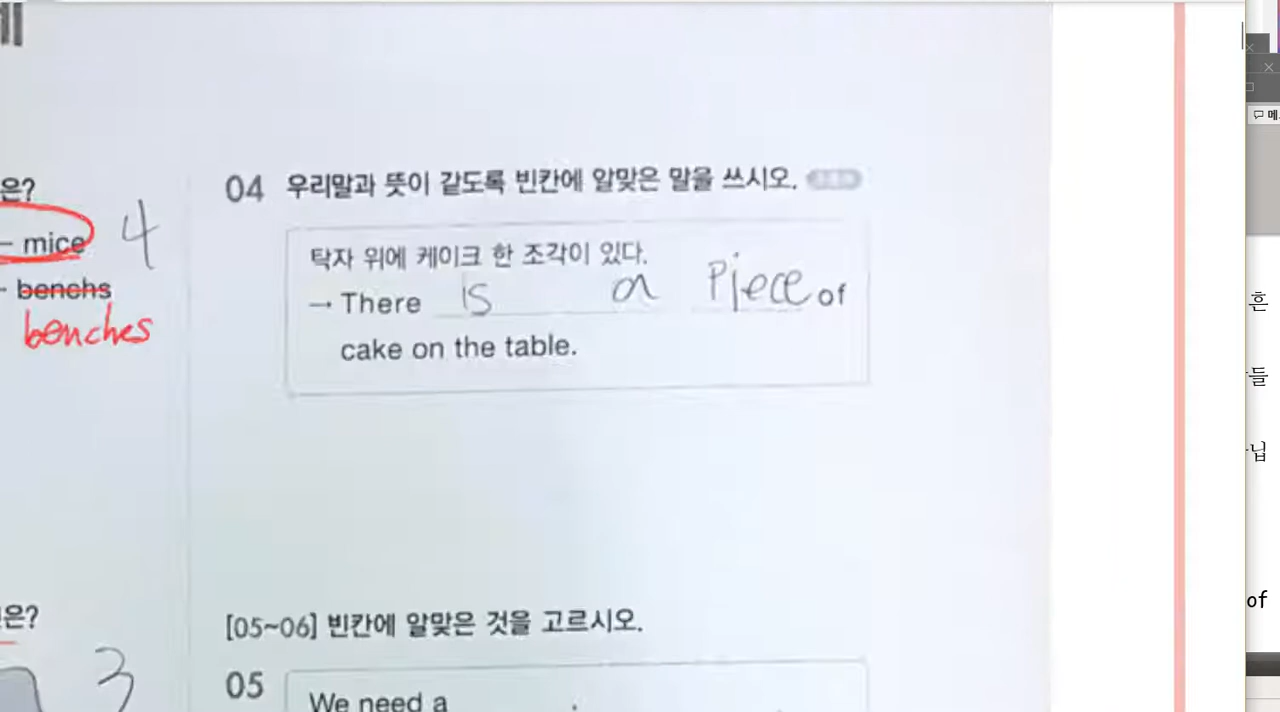 은?
– mice 4
- benchs
benches
04 우리말과 뜻이 같도록 빈칸에 알맞은 말을 쓰시오.
탁자 위에 케이크 한 조각이 있다.
→ There is a piece of
cake on the table.
은?
3
[05~06] 빈칸에 알맞은 것을 고르시오.
05
We need a
흔
들
닙
of